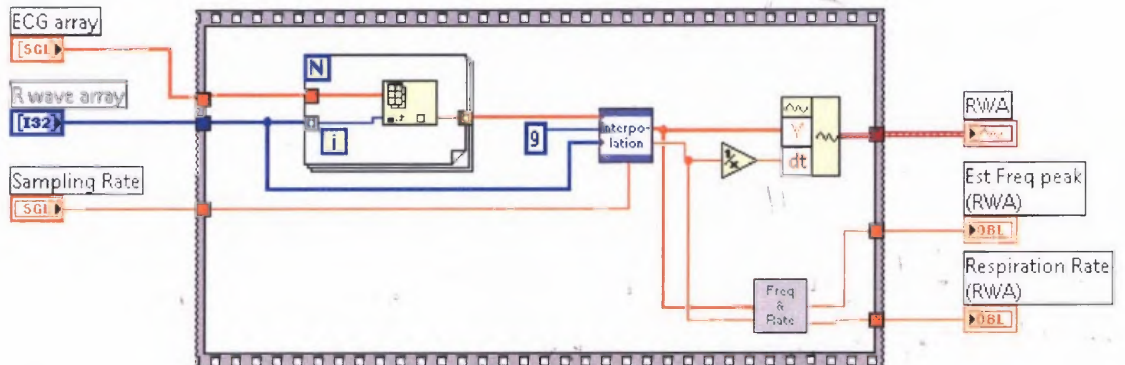 ECG array
[SGL
R wave array
[I32]
Sampling Rate
SGL
N
i
9
Interpo-
lation
Y
dt
1/x
Freq
&
Rate
RWA
Est Freq peak
(RWA)
DBL
Respiration Rate
(RWA)
DBL